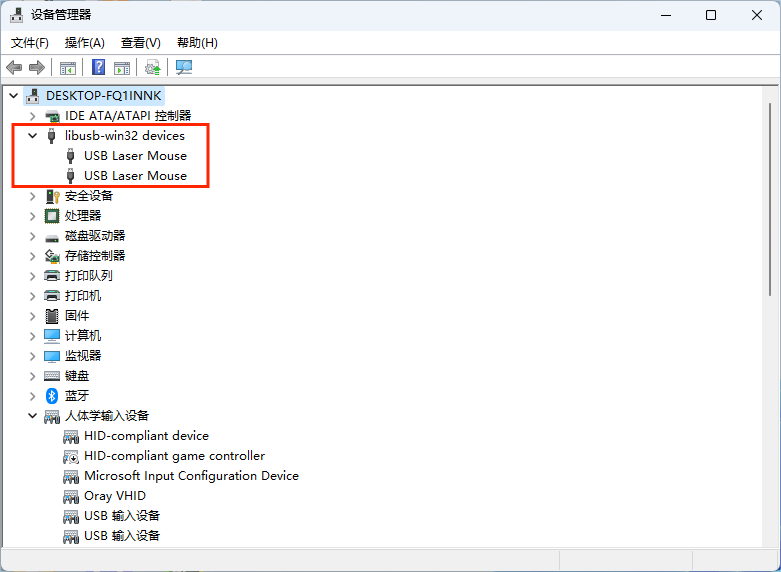 设备管理器
文件(F) 操作(A) 查看(V) 帮助(H)
DESKTOP-FQ1INNK
IDE ATA/ATAPI 控制器
libusb-win32 devices
USB Laser Mouse
USB Laser Mouse
安全设备
处理器
磁盘驱动器
存储控制器
打印队列
打印机
固件
计算机
监视器
键盘
蓝牙
人体学输入设备
HID-compliant device
HID-compliant game controller
Microsoft Input Configuration Device
Oray VHID
USB 输入设备
USB 输入设备